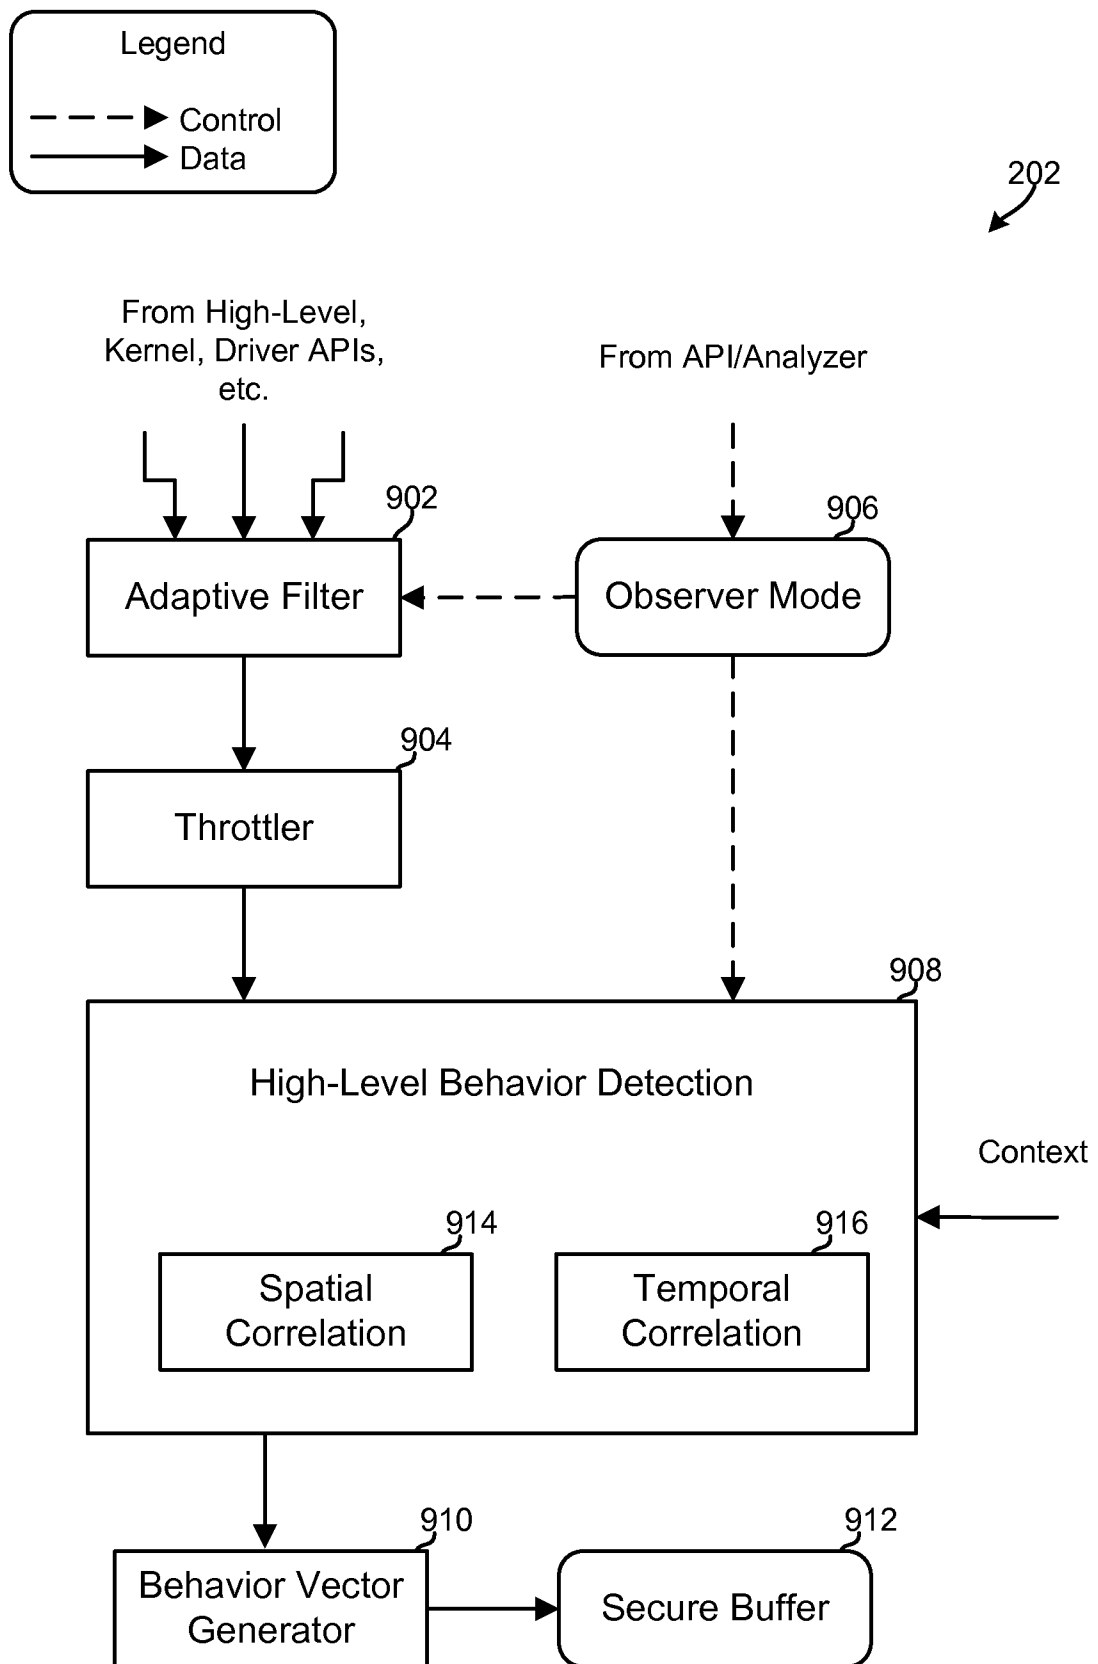 Legend
Control
Data
202
From High-Level,
Kernel, Driver APIs,
etc.
From API/Analyzer
902
906
Adaptive Filter
Observer Mode
904
Throttler
908
High-Level Behavior Detection
Context
914
916
Spatial
Correlation
Temporal
Correlation
910
912
Behavior Vector
Generator
Secure Buffer